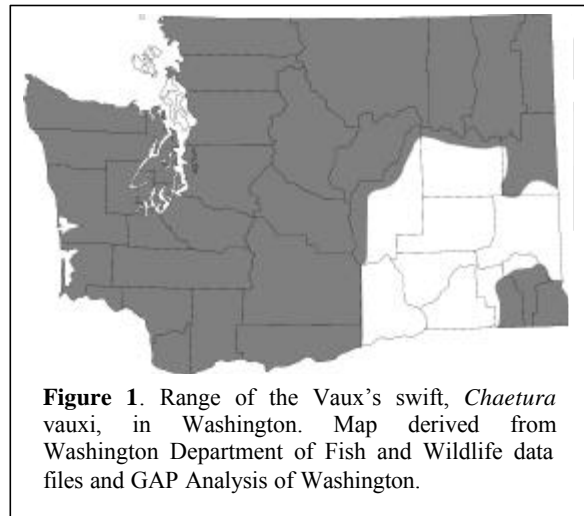 Figure 1. Range of the Vaux’s swift, Chaetura
vauxi, in Washington. Map derived from
Washington Department of Fish and Wildlife data
files and GAP Analysis of Washington.